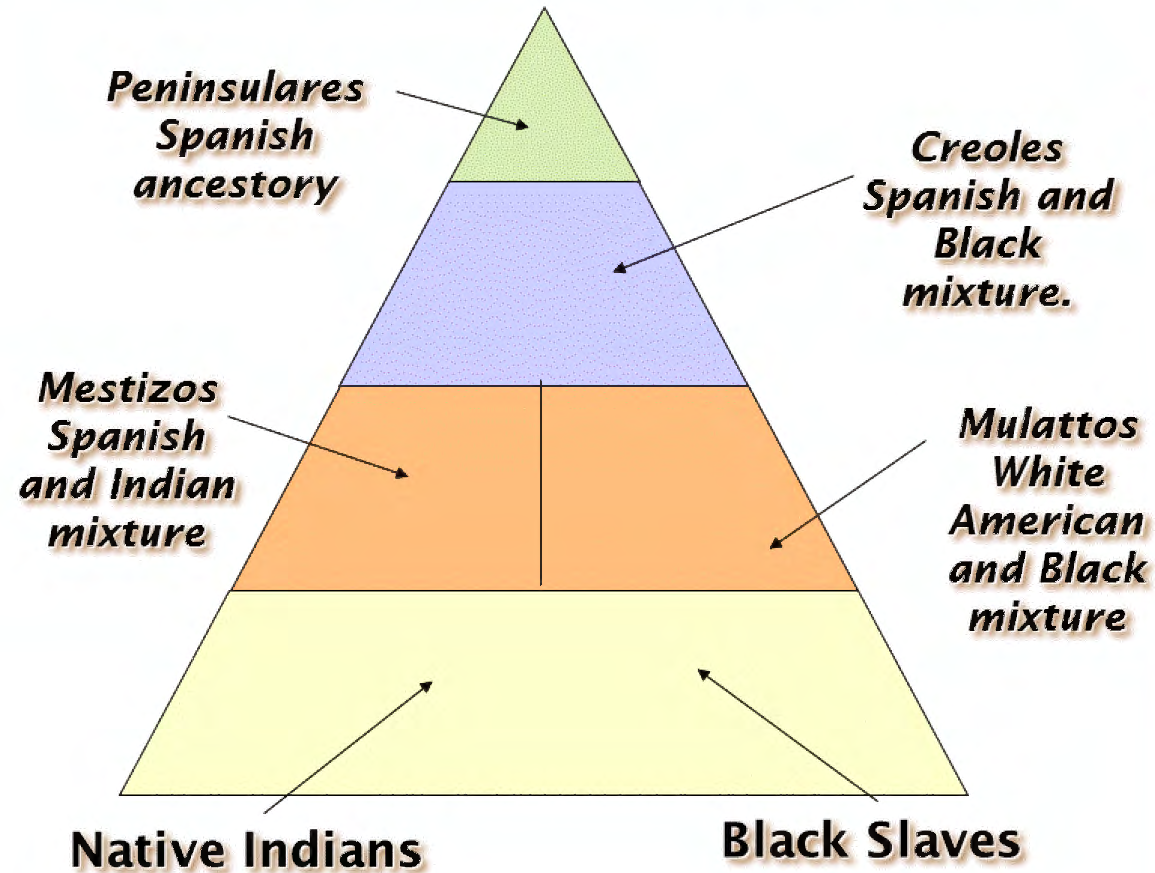 Peninsulares
Spanish
ancestory
Creoles
Spanish and
Black
mixture.
Mestizos
Spanish
and Indian
mixture
Mulattos
White
American
and Black
mixture
Native Indians
Black Slaves